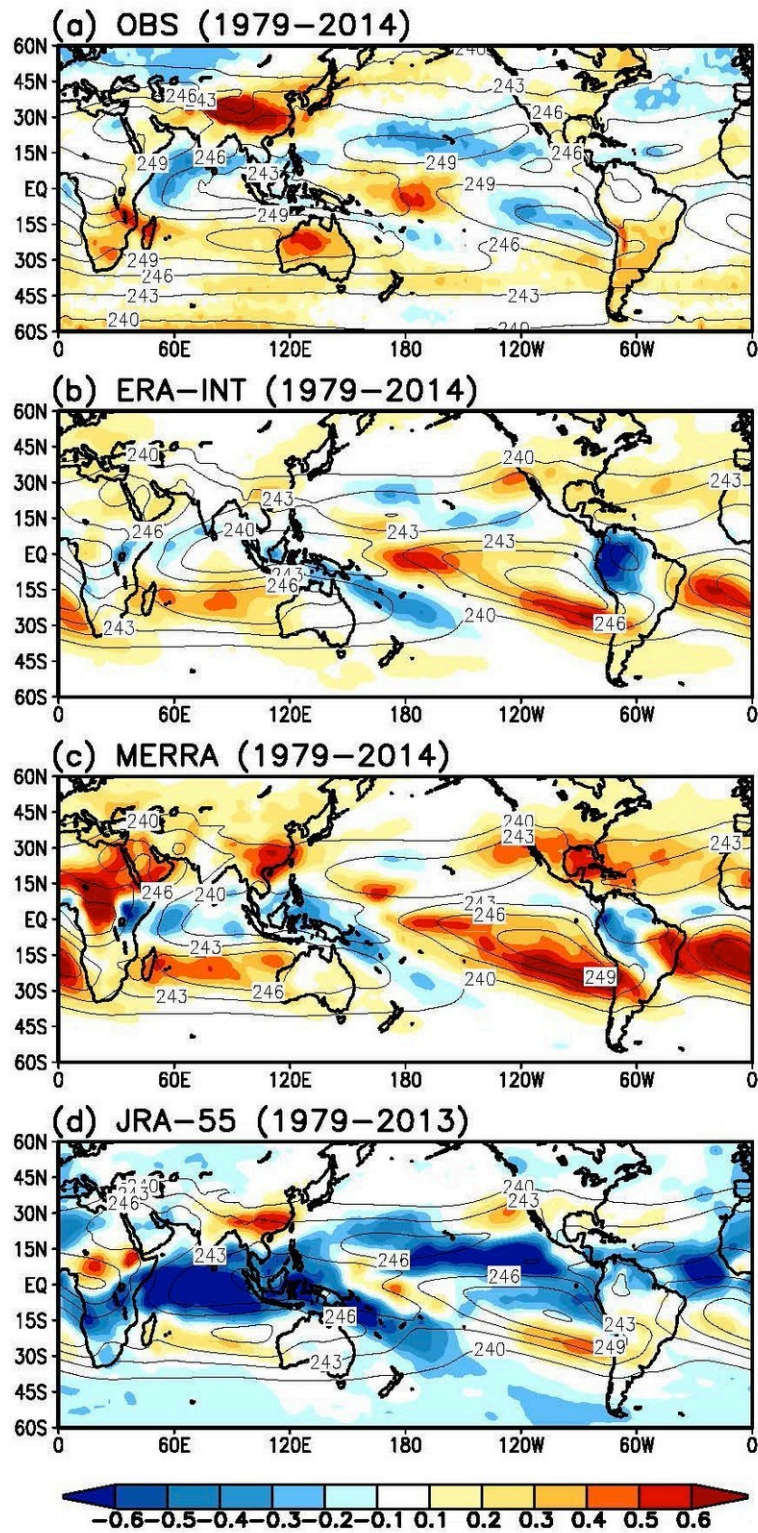 (a) OBS (1979−2014)
60N
45N
30N
15N
EQ
15S
30S
45S
60S
240
243
246
243
246
249
246
243
249
246
249
249
246
249
246
243
240
240
0 60E 120E 180 120W 60W 0
(b) ERA−INT (1979−2014)
60N
45N
30N
15N
EQ
15S
30S
45S
60S
240
240
243
243
246
240
243
243
243
246
243
240
246
0 60E 120E 180 120W 60W 0
(c) MERRA (1979−2014)
60N
45N
30N
15N
EQ
15S
30S
45S
60S
240
240
243
243
246
240
243
246
243
240
249
243
246
0 60E 120E 180 120W 60W 0
(d) JRA−55 (1979−2013)
60N
45N
30N
15N
EQ
15S
30S
45S
60S
240
243
246
240
243
243
246
246
243
146
243
240
249
0 60E 120E 180 120W 60W 0
−0.6 −0.5 −0.4 −0.3 −0.2 −0.1 0.1 0.2 0.3 0.4 0.5 0.6